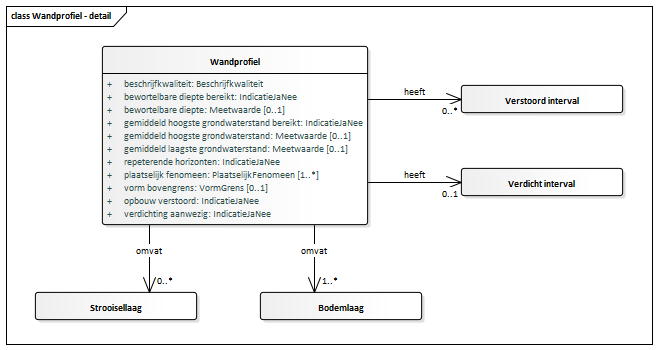 class Wandprofiel - detail
Wandprofiel
+ beschrijfkwaliteit: Beschrijfkwaliteit
+ bewortelbare diepte bereikt: IndicatieJaNee
+ bewortelbare diepte: Meetwaarde [0..1]
+ gemiddeld hoogste grondwaterstand bereikt: IndicatieJaNee
+ gemiddeld hoogste grondwaterstand: Meetwaarde [0..1]
+ gemiddeld laagste grondwaterstand: Meetwaarde [0..1]
+ repeterende horizonten: IndicatieJaNee
+ plaatselijk fenomeen: PlaatselijkFenomeen [1..*]
+ vorm bovengrens: VormGrens [0..1]
+ opbouw verstoord: IndicatieJaNee
+ verdichting aanwezig: IndicatieJaNee
heeft
0..*
Verstoord interval
heeft
0..1
Verdicht interval
omvat
0..*
Strooisellaag
omvat
1..*
Bodemlaag